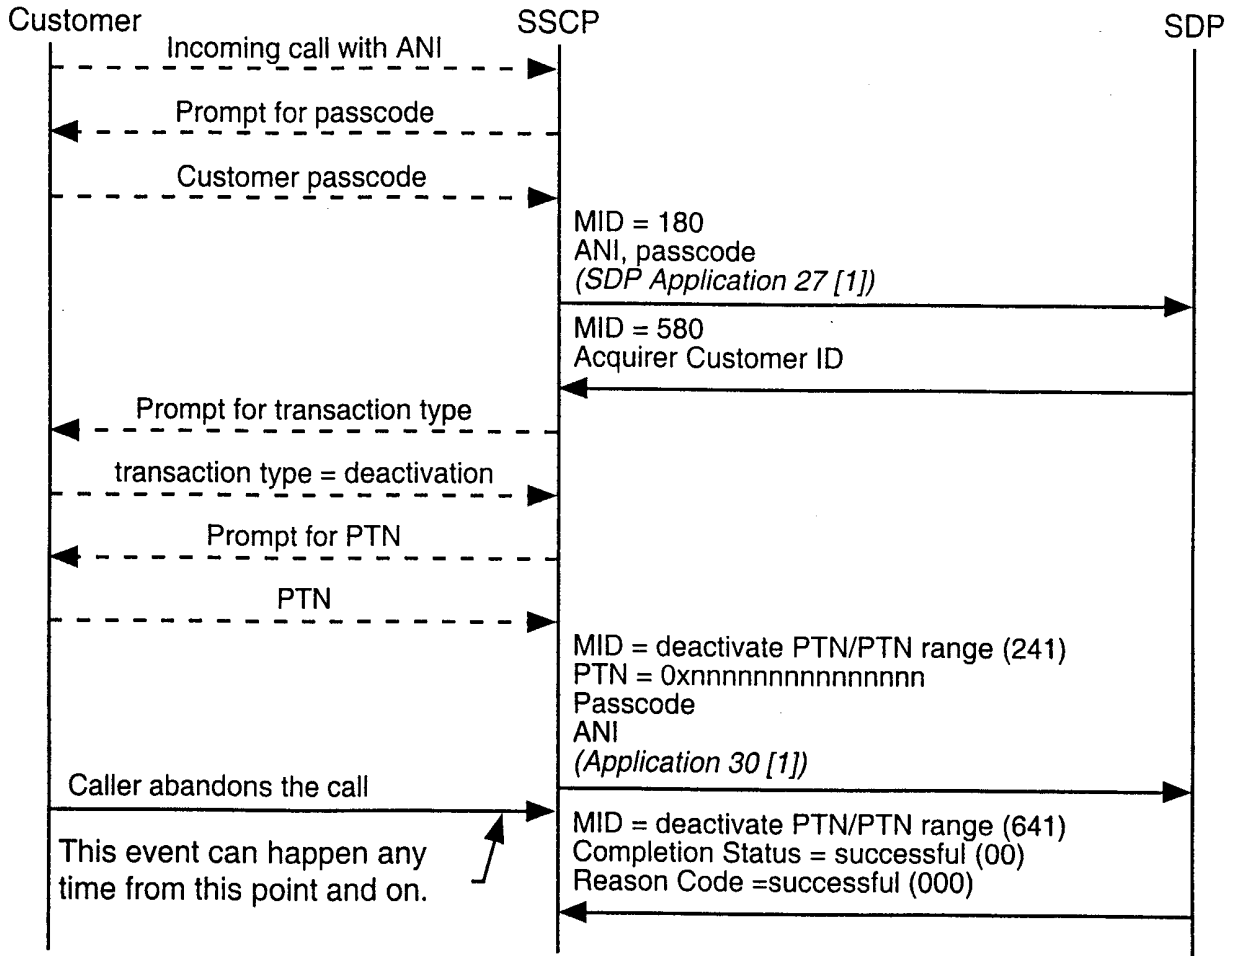 Customer
SSCP
SDP
Incoming call with ANI
Prompt for passcode
Customer passcode
MID = 180
ANI, passcode
(SDP Application 27 [1])
MID = 580
Acquirer Customer ID
Prompt for transaction type
transaction type = deactivation
Prompt for PTN
PTN
MID = deactivate PTN/PTN range (241)
PTN = 0xnnnnnnnnnnnnnnnn
Passcode
ANI
(Application 30 [1])
Caller abandons the call
This event can happen any
time from this point and on.
MID = deactivate PTN/PTN range (641)
Completion Status = successful (00)
Reason Code =successful (000)